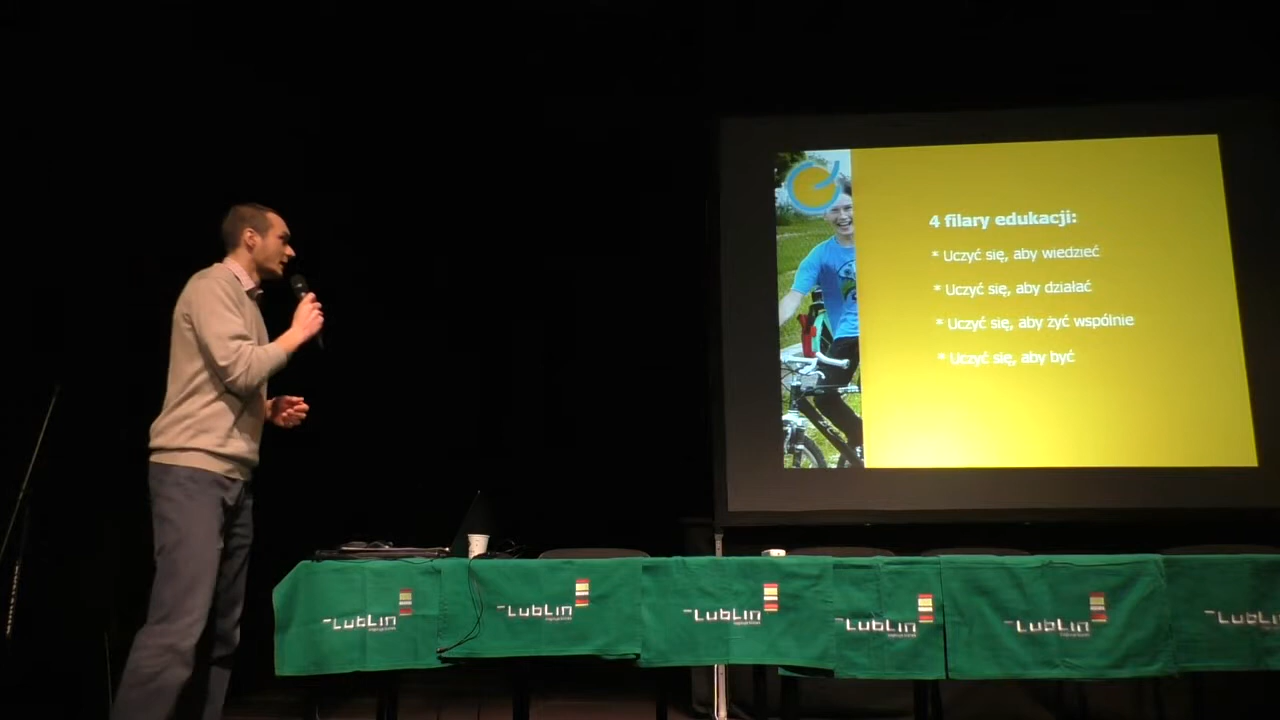 4 filary edukacji:
* Uczyć się, aby wiedzieć
* Uczyć się, aby działać
* Uczyć się, aby żyć wspólnie
* Uczyć się, aby być
Lublin
Lublin
Lublin
Lublin
Lublin